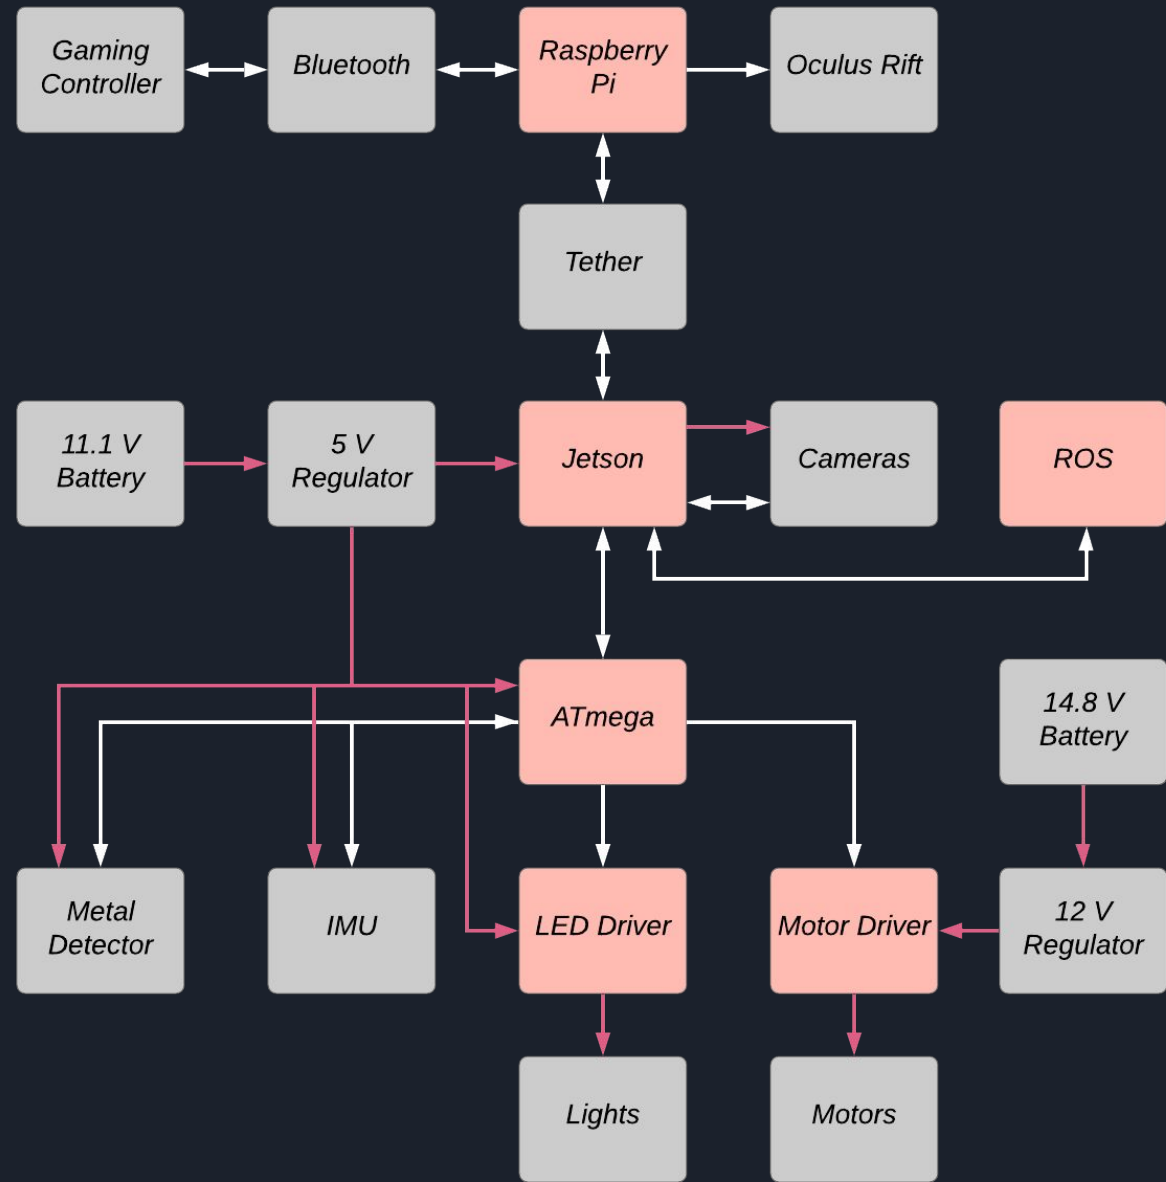 Gaming
Controller
Bluetooth
Raspberry
Pi
Oculus Rift
Tether
11.1 V
Battery
5 V
Regulator
Jetson
Cameras
ROS
ATmega
14.8 V
Battery
Metal
Detector
IMU
LED Driver
Motor Driver
12 V
Regulator
Lights
Motors